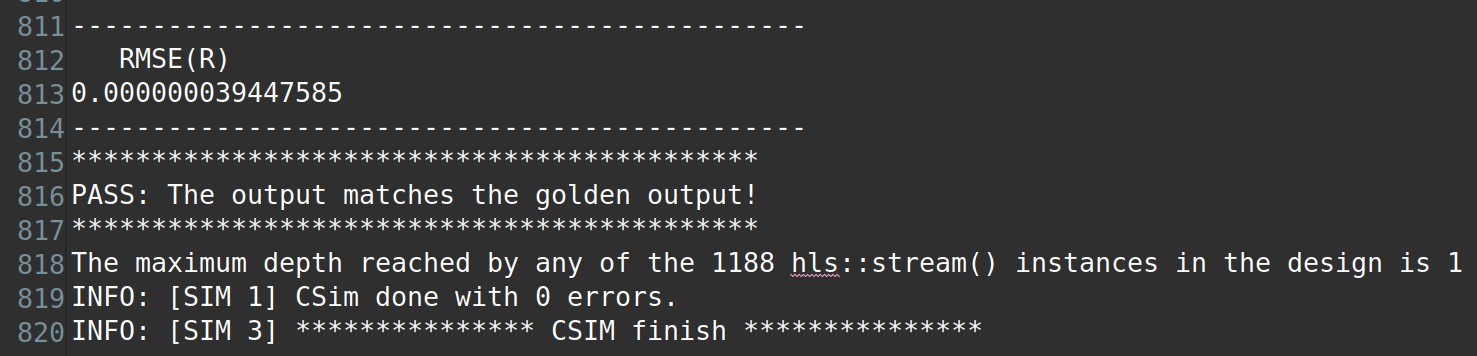 811 ----------------------------------------------
812    RMSE(R)
813 0.000000039447585
814 ----------------------------------------------
815 *******************************************
816 PASS: The output matches the golden output!
817 *******************************************
818 The maximum depth reached by any of the 1188 hls::stream() instances in the design is 1
819 INFO: [SIM 1] CSim done with 0 errors.
820 INFO: [SIM 3] *************** CSIM finish ***************